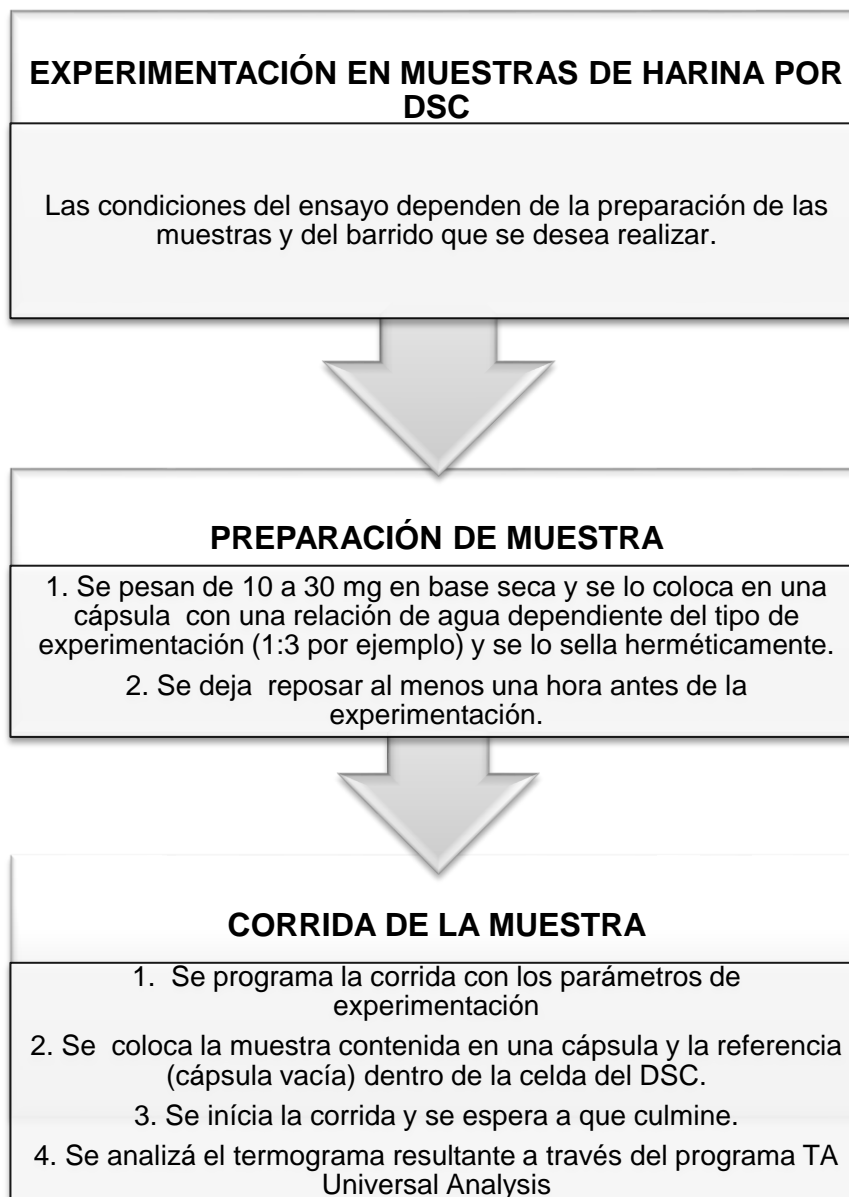 EXPERIMENTACIÓN EN MUESTRAS DE HARINA POR
DSC
Las condiciones del ensayo dependen de la preparación de las
muestras y del barrido que se desea realizar.
PREPARACIÓN DE MUESTRA
1. Se pesan de 10 a 30 mg en base seca y se lo coloca en una
cápsula con una relación de agua dependiente del tipo de
experimentación (1:3 por ejemplo) y se lo sella herméticamente.
2. Se deja reposar al menos una hora antes de la
experimentación.
CORRIDA DE LA MUESTRA
1. Se programa la corrida con los parámetros de
experimentación
2. Se coloca la muestra contenida en una cápsula y la referencia
(cápsula vacía) dentro de la celda del DSC.
3. Se inícia la corrida y se espera a que culmine.
4. Se analizá el termograma resultante a través del programa TA
Universal Analysis